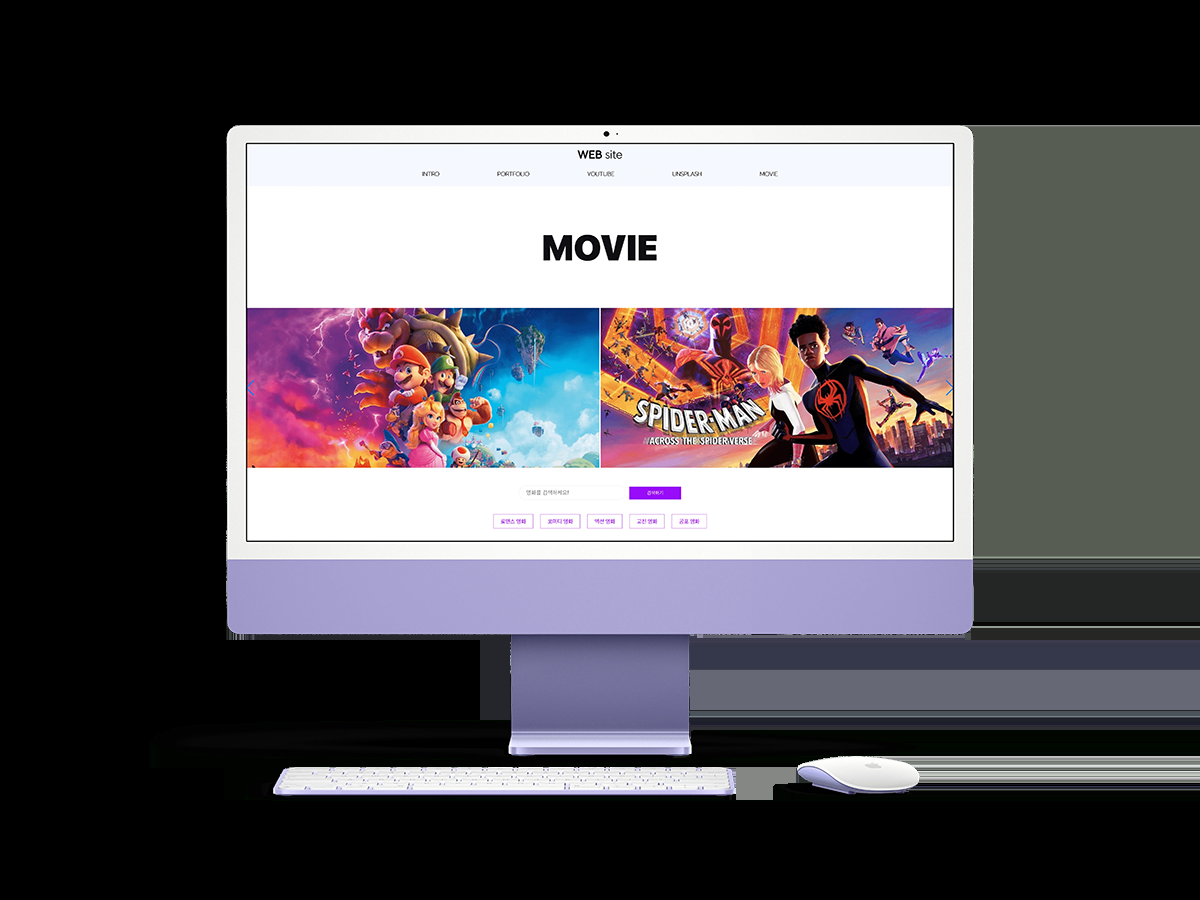 WEB site
INTRO PORTFOLIO YOUTUBE UNSPLASH MOVIE
MOVIE
SPIDER-MAN
ACROSS THE SPIDER-VERSE
영화를 검색하세요! 검색하기
로맨스 영화 코미디 영화 액션 영화 고전 영화 공포 영화